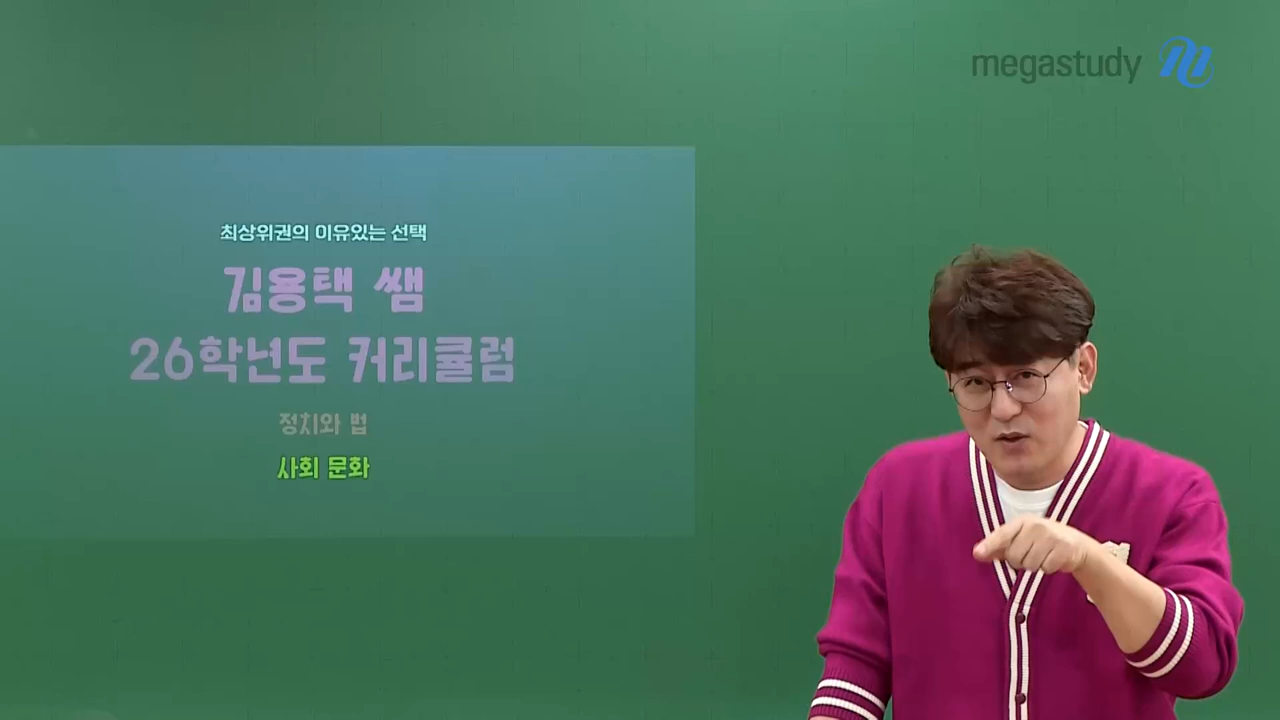 megastudy
최상위권의 이유있는 선택
김용택 쌤
26학년도 커리큘럼
정치와 법
사회 문화